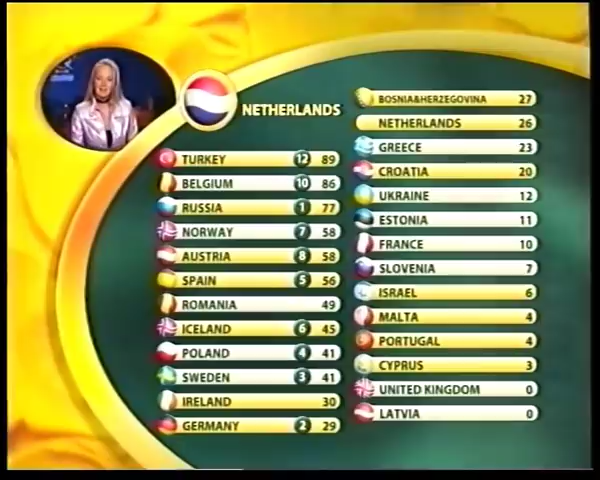 NETHERLANDS
TURKEY 12 89
BELGIUM 10 86
RUSSIA 1 77
NORWAY 7 58
AUSTRIA 8 58
SPAIN 5 56
ROMANIA 49
ICELAND 6 45
POLAND 4 41
SWEDEN 3 41
IRELAND 30
GERMANY 2 29
BOSNIA&HERZEGOVINA 27
NETHERLANDS 26
GREECE 23
CROATIA 20
UKRAINE 12
ESTONIA 11
FRANCE 10
SLOVENIA 7
ISRAEL 6
MALTA 4
PORTUGAL 4
CYPRUS 3
UNITED KINGDOM 0
LATVIA 0